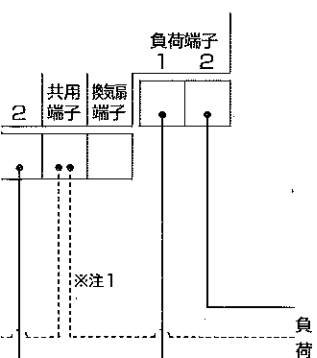 負荷端子
1 2
共用 換気扇
2 端子 端子
※注1
負
荷